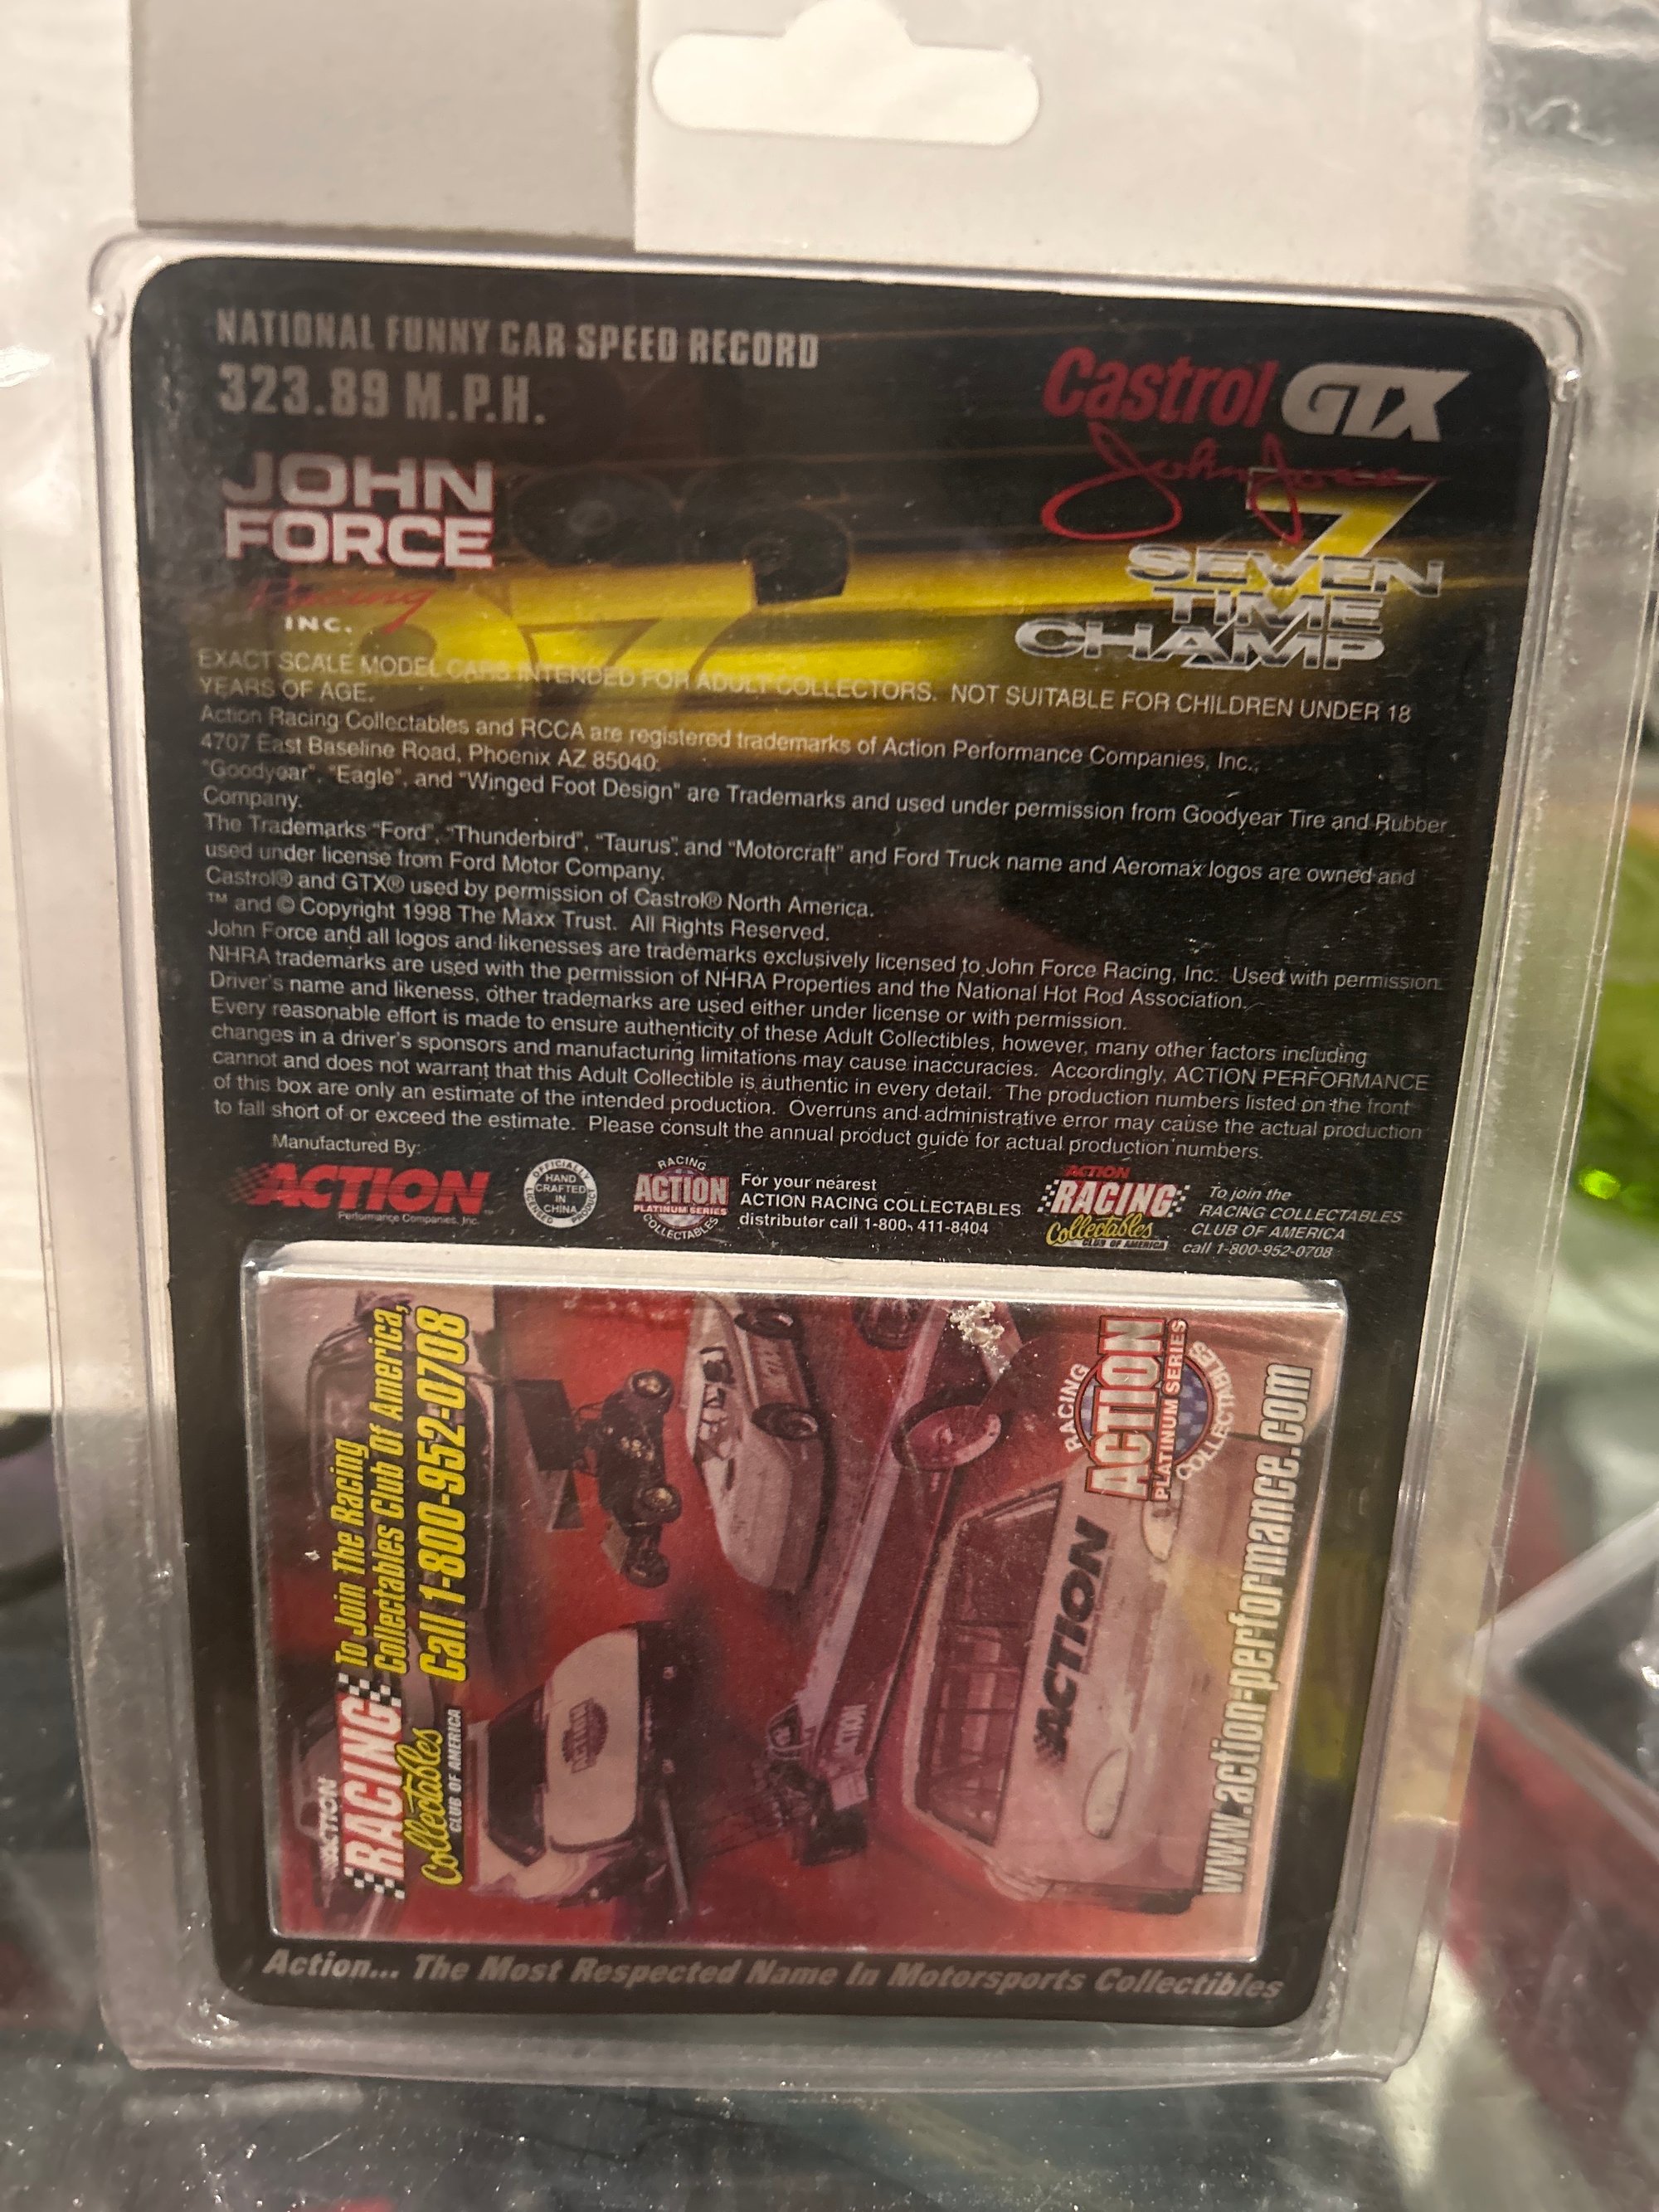 NATIONAL FUNNY CAR SPEED RECORD
323.89 M.P.H.
Castrol GTX
John Force
JOHN
FORCE
Racing
INC.
7
SEVEN
TIME
CHAMP
EXACT SCALE MODEL CARS INTENDED FOR ADULT COLLECTORS. NOT SUITABLE FOR CHILDREN UNDER 18
YEARS OF AGE.
Action Racing Collectables and RCCA are registered trademarks of Action Performance Companies, Inc.,
4707 East Baseline Road, Phoenix AZ 85040.
"Goodyear", "Eagle", and "Winged Foot Design" are Trademarks and used under permission from Goodyear Tire and Rubber
Company.
The Trademarks "Ford", "Thunderbird", "Taurus", and "Motorcraft" and Ford Truck name and Aeromax logos are owned and
used under license from Ford Motor Company.
Castrol® and GTX® used by permission of Castrol® North America.
™ and © Copyright 1998 The Maxx Trust. All Rights Reserved.
John Force and all logos and likenesses are trademarks exclusively licensed to John Force Racing, Inc. Used with permission.
NHRA trademarks are used with the permission of NHRA Properties and the National Hot Rod Association.
Driver's name and likeness, other trademarks are used either under license or with permission.
Every reasonable effort is made to ensure authenticity of these Adult Collectibles, however, many other factors including
changes in a driver's sponsors and manufacturing limitations may cause inaccuracies. Accordingly, ACTION PERFORMANCE
cannot and does not warrant that this Adult Collectible is authentic in every detail. The production numbers listed on the front
of this box are only an estimate of the intended production. Overruns and administrative error may cause the actual production
to fall short of or exceed the estimate. Please consult the annual product guide for actual production numbers.
Manufactured By:
ACTION
Performance Companies, Inc.
OFFICIALLY LICENSED PRODUCT
HAND
CRAFTED
IN
CHINA
RACING
ACTION
PLATINUM SERIES
COLLECTABLES
For your nearest
ACTION RACING COLLECTABLES
distributor call 1-800-411-8404
ACTION
RACING
Collectables
CLUB OF AMERICA
To join the
RACING COLLECTABLES
CLUB OF AMERICA
call 1-800-952-0708
ACTION
RACING
Collectables
CLUB OF AMERICA
To Join The Racing
Collectables Club Of America,
Call 1-800-952-0708
ACTION
ACTION
ACTION
RACING
ACTION
PLATINUM SERIES
COLLECTABLES
www.action-performance.com
Action... The Most Respected Name In Motorsports Collectibles